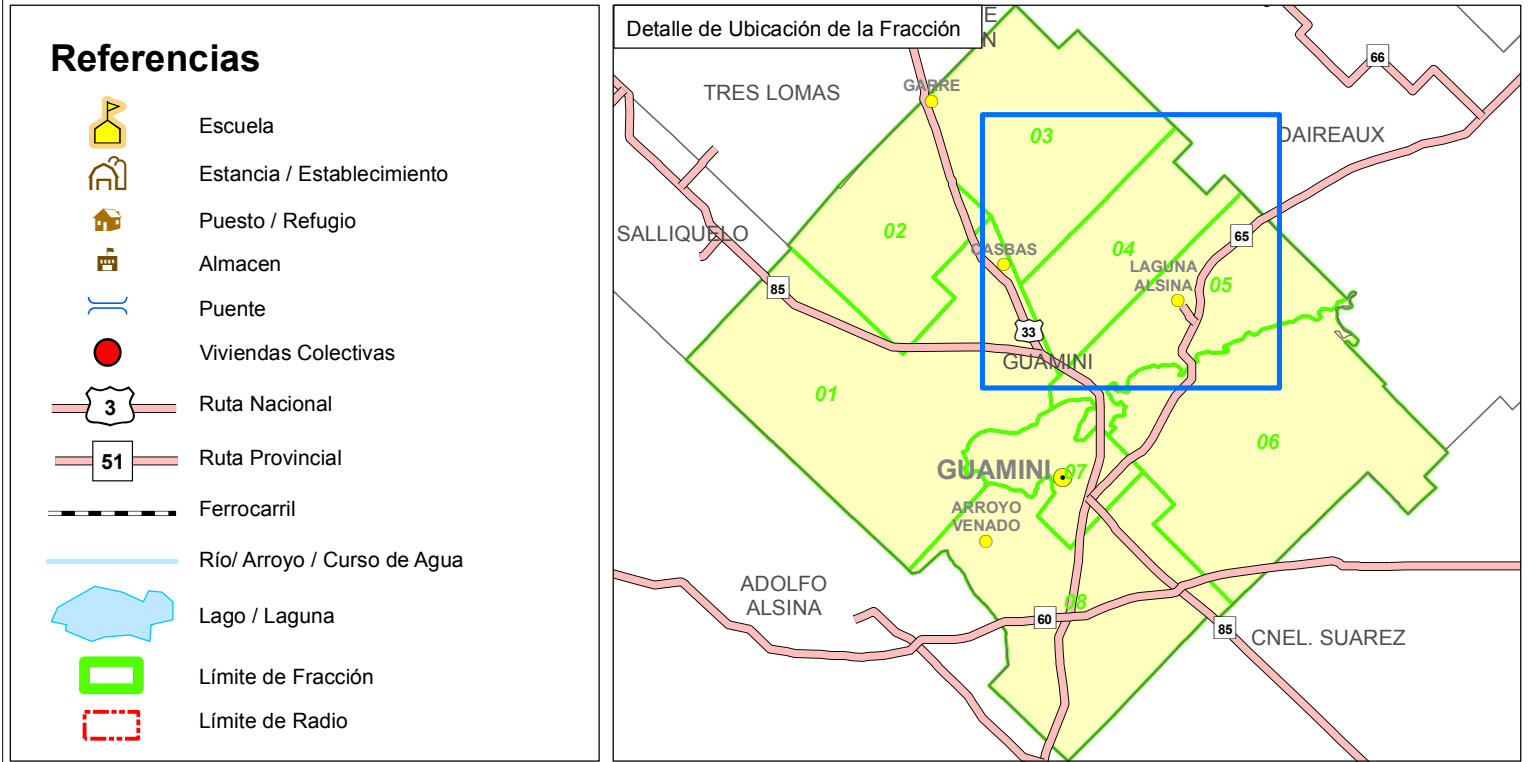 Referencias
Escuela
Estancia / Establecimiento
Puesto / Refugio
Almacen
Puente
Viviendas Colectivas
3
Ruta Nacional
51
Ruta Provincial
Ferrocarril
Río/ Arroyo / Curso de Agua
Lago / Laguna
Límite de Fracción
Límite de Radio
Detalle de Ubicación de la Fracción
E
N
66
TRES LOMAS
GARRE
03
DAIREAUX
SALLIQUELO
02
CASBAS
04
65
LAGUNA
ALSINA
05
85
33
GUAMINI
01
06
GUAMINI
07
ARROYO
VENADO
ADOLFO
ALSINA
08
60
85
CNEL. SUAREZ